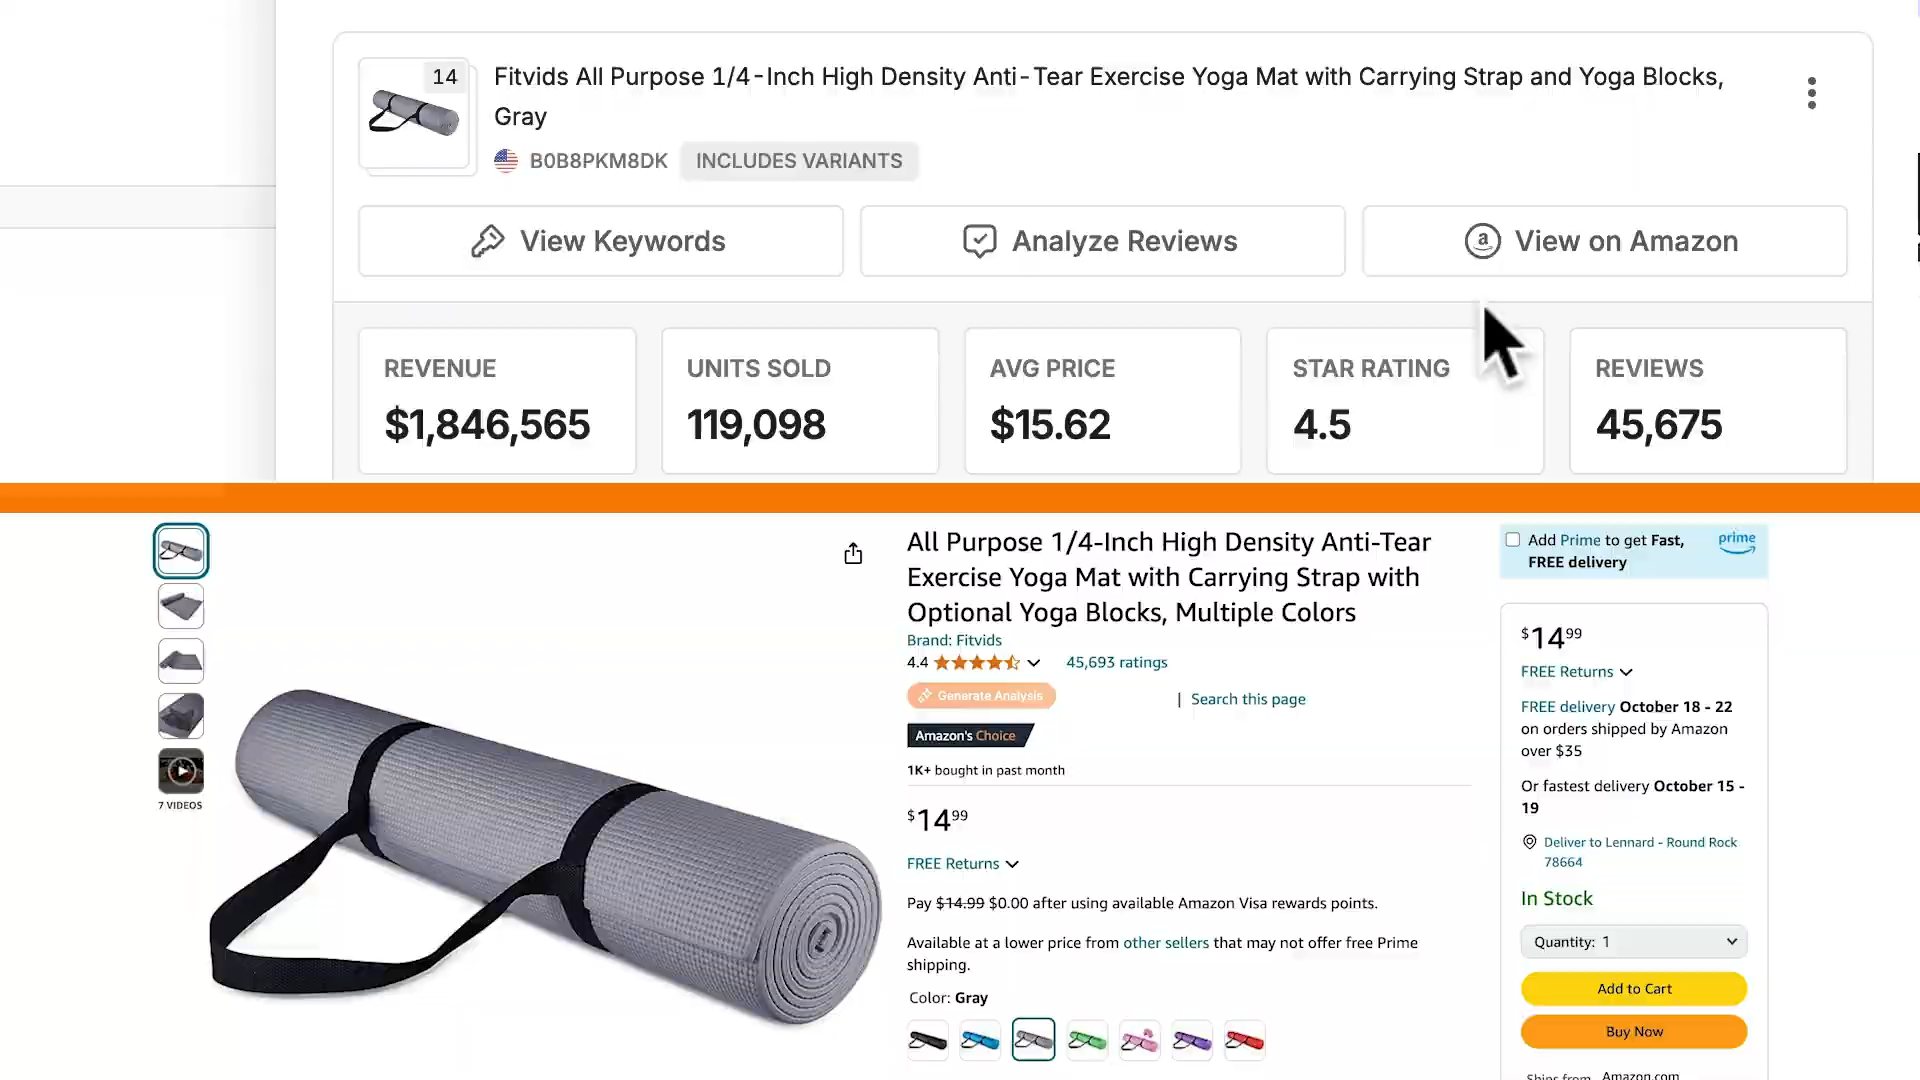 14
Fitvids All Purpose 1/4-Inch High Density Anti-Tear Exercise Yoga Mat with Carrying Strap and Yoga Blocks,
Gray
B0B8PKM8DK
INCLUDES VARIANTS
View Keywords
Analyze Reviews
View on Amazon
REVENUE
$1,846,565
UNITS SOLD
119,098
AVG PRICE
$15.62
STAR RATING
4.5
REVIEWS
45,675
7 VIDEOS
All Purpose 1/4-Inch High Density Anti-Tear
Exercise Yoga Mat with Carrying Strap with
Optional Yoga Blocks, Multiple Colors
Brand: Fitvids
4.4
45,693 ratings
Generate Analysis
| Search this page
Amazon's Choice
1K+ bought in past month
$14 99
FREE Returns
Pay $14.99 $0.00 after using available Amazon Visa rewards points.
Available at a lower price from other sellers that may not offer free Prime
shipping.
Color: Gray
Add Prime to get Fast,
FREE delivery
prime
$14 99
FREE Returns
FREE delivery October 18 - 22
on orders shipped by Amazon
over $35
Or fastest delivery October 15 -
19
Deliver to Lennard - Round Rock
78664
In Stock
Quantity: 1
Add to Cart
Buy Now
Ships from Amazon.com